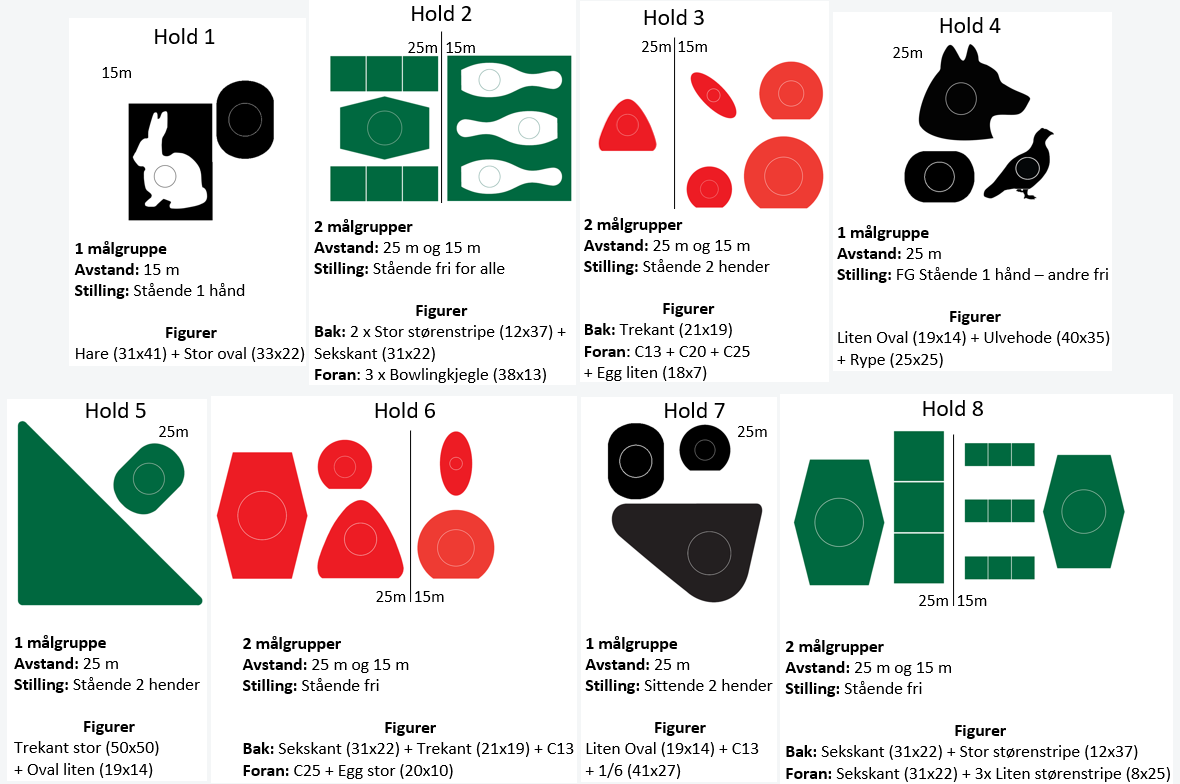 Hold 1
15m
1 målgruppe
Avstand: 15 m
Stilling: Stående 1 hånd
Figurer
Hare (31x41) + Stor oval (33x22)
Hold 2
25m 15m
2 målgrupper
Avstand: 25 m og 15 m
Stilling: Stående fri for alle
Figurer
Bak: 2 x Stor størenstripe (12x37) +
Sekskant (31x22)
Foran: 3 x Bowlingkjegle (38x13)
Hold 3
25m 15m
2 målgrupper
Avstand: 25 m og 15 m
Stilling: Stående 2 hender
Figurer
Bak: Trekant (21x19)
Foran: C13 + C20 + C25
+ Egg liten (18x7)
Hold 4
25m
1 målgruppe
Avstand: 25 m
Stilling: FG Stående 1 hånd – andre fri
Figurer
Liten Oval (19x14) + Ulvehode (40x35)
+ Rype (25x25)
Hold 5
25m
1 målgruppe
Avstand: 25 m
Stilling: Stående 2 hender
Figurer
Trekant stor (50x50)
+ Oval liten (19x14)
Hold 6
25m 15m
2 målgrupper
Avstand: 25 m og 15 m
Stilling: Stående fri
Figurer
Bak: Sekskant (31x22) + Trekant (21x19) + C13
Foran: C25 + Egg stor (20x10)
Hold 7
25m
1 målgruppe
Avstand: 25 m
Stilling: Sittende 2 hender
Figurer
Liten Oval (19x14) + C13
+ 1/6 (41x27)
Hold 8
25m 15m
2 målgrupper
Avstand: 25 m og 15 m
Stilling: Stående fri
Figurer
Bak: Sekskant (31x22) + Stor størenstripe (12x37)
Foran: Sekskant (31x22) + 3x Liten størenstripe (8x25)